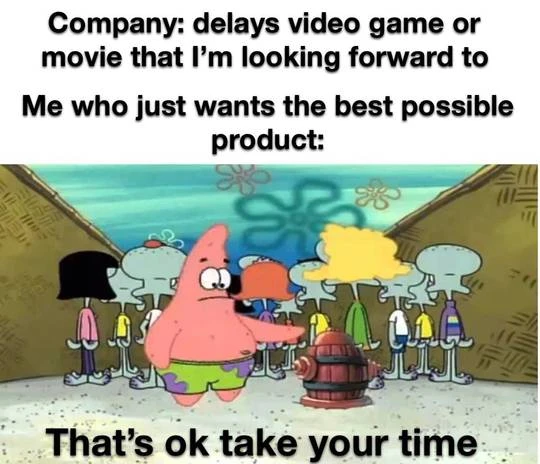 Company: delays video game or
movie that I’m looking forward to
Me who just wants the best possible
product:
That’s ok take your time